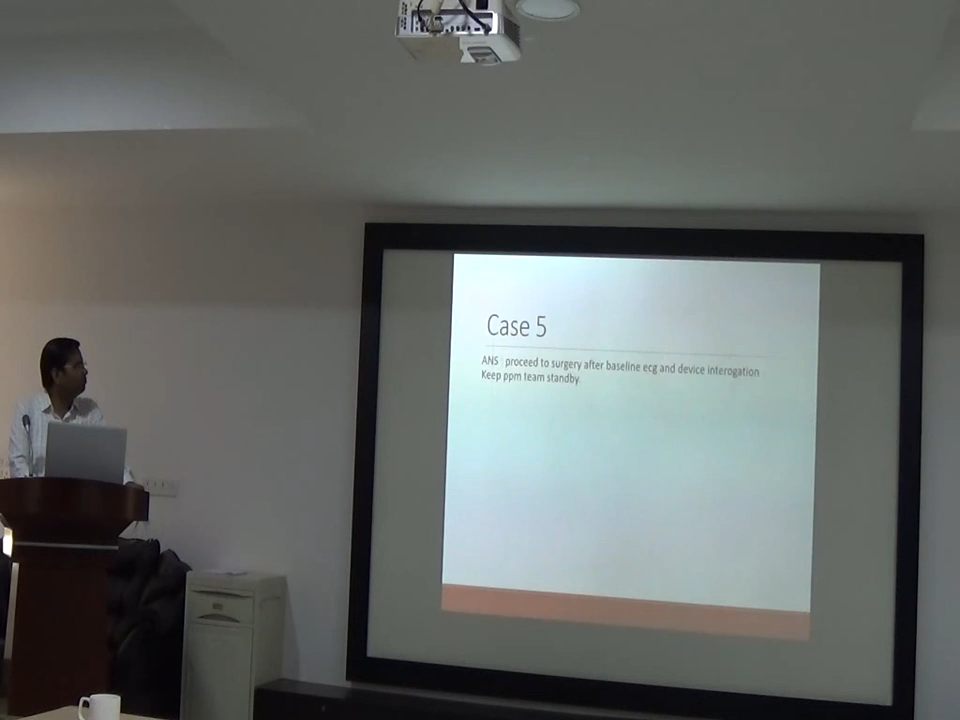 Case 5
ANS proceed to surgery after baseline ecg and device interogation
Keep ppm team standby.